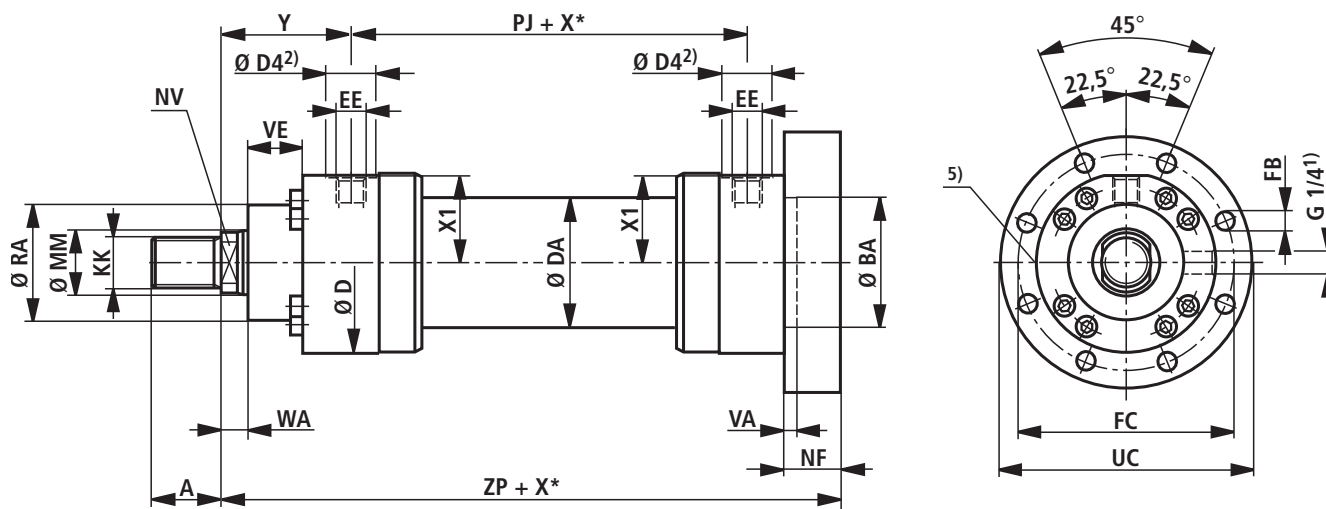 Y
PJ + X*
45°
Ø D4²⁾
Ø D4²⁾
22,5°
22,5°
NV
EE
EE
VE
FB
G 1/4¹⁾
5)
X1
X1
Ø RA
Ø MM
KK
Ø D
Ø DA
Ø BA
WA
VA
FC
NF
UC
A
ZP + X*